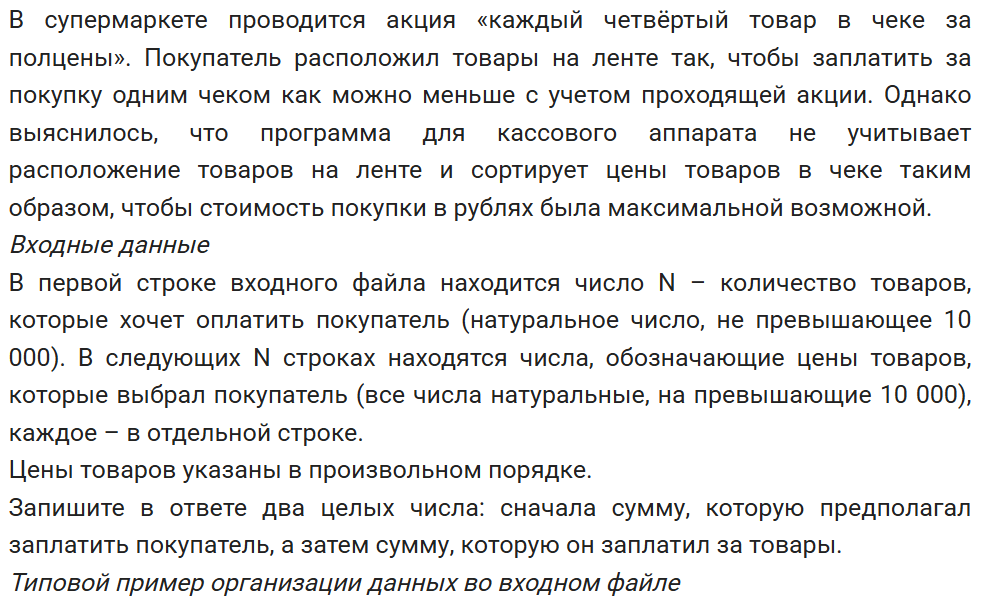 В супермаркете проводится акция «каждый четвёртый товар в чеке за
полцены». Покупатель расположил товары на ленте так, чтобы заплатить за
покупку одним чеком как можно меньше с учетом проходящей акции. Однако
выяснилось, что программа для кассового аппарата не учитывает
расположение товаров на ленте и сортирует цены товаров в чеке таким
образом, чтобы стоимость покупки в рублях была максимальной возможной.
Входные данные
В первой строке входного файла находится число N – количество товаров,
которые хочет оплатить покупатель (натуральное число, не превышающее 10
000). В следующих N строках находятся числа, обозначающие цены товаров,
которые выбрал покупатель (все числа натуральные, на превышающие 10 000),
каждое – в отдельной строке.
Цены товаров указаны в произвольном порядке.
Запишите в ответе два целых числа: сначала сумму, которую предполагал
заплатить покупатель, а затем сумму, которую он заплатил за товары.
Типовой пример организации данных во входном файле